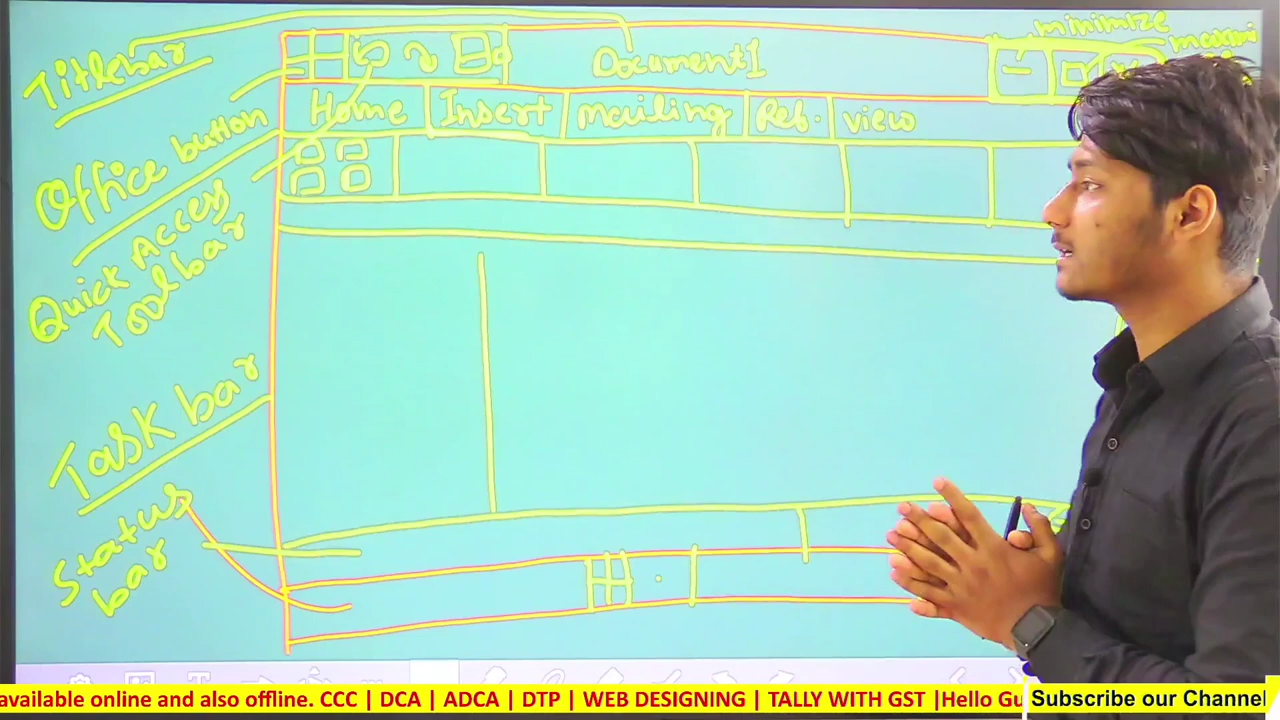 Titlebar
Document1
minimize
maximi
Home Insert mailing Ref. view
Office button
Quick Access
Toolbar
Task bar
Status
bar
available online and also offline. CCC | DCA | ADCA | DTP | WEB DESIGNING | TALLY WITH GST |Hello Gu
Subscribe our Channel